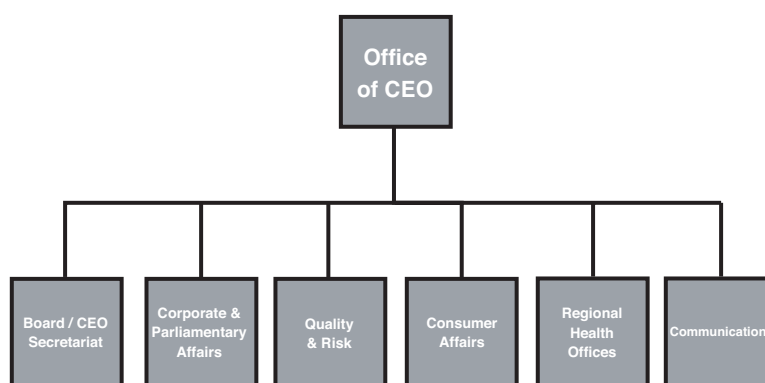 Office
of CEO
Board / CEO
Secretariat
Corporate &
Parliamentary
Affairs
Quality
& Risk
Consumer
Affairs
Regional
Health
Offices
Communication